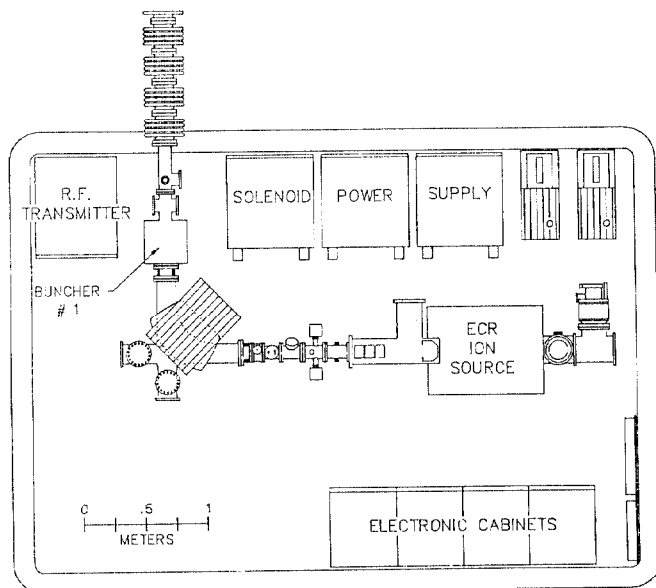 R.F.
TRANSMITTER
SOLENOID POWER SUPPLY
BUNCHER
# 1
ECR
ION
SOURCE
0 .5 1
METERS
ELECTRONIC CABINETS